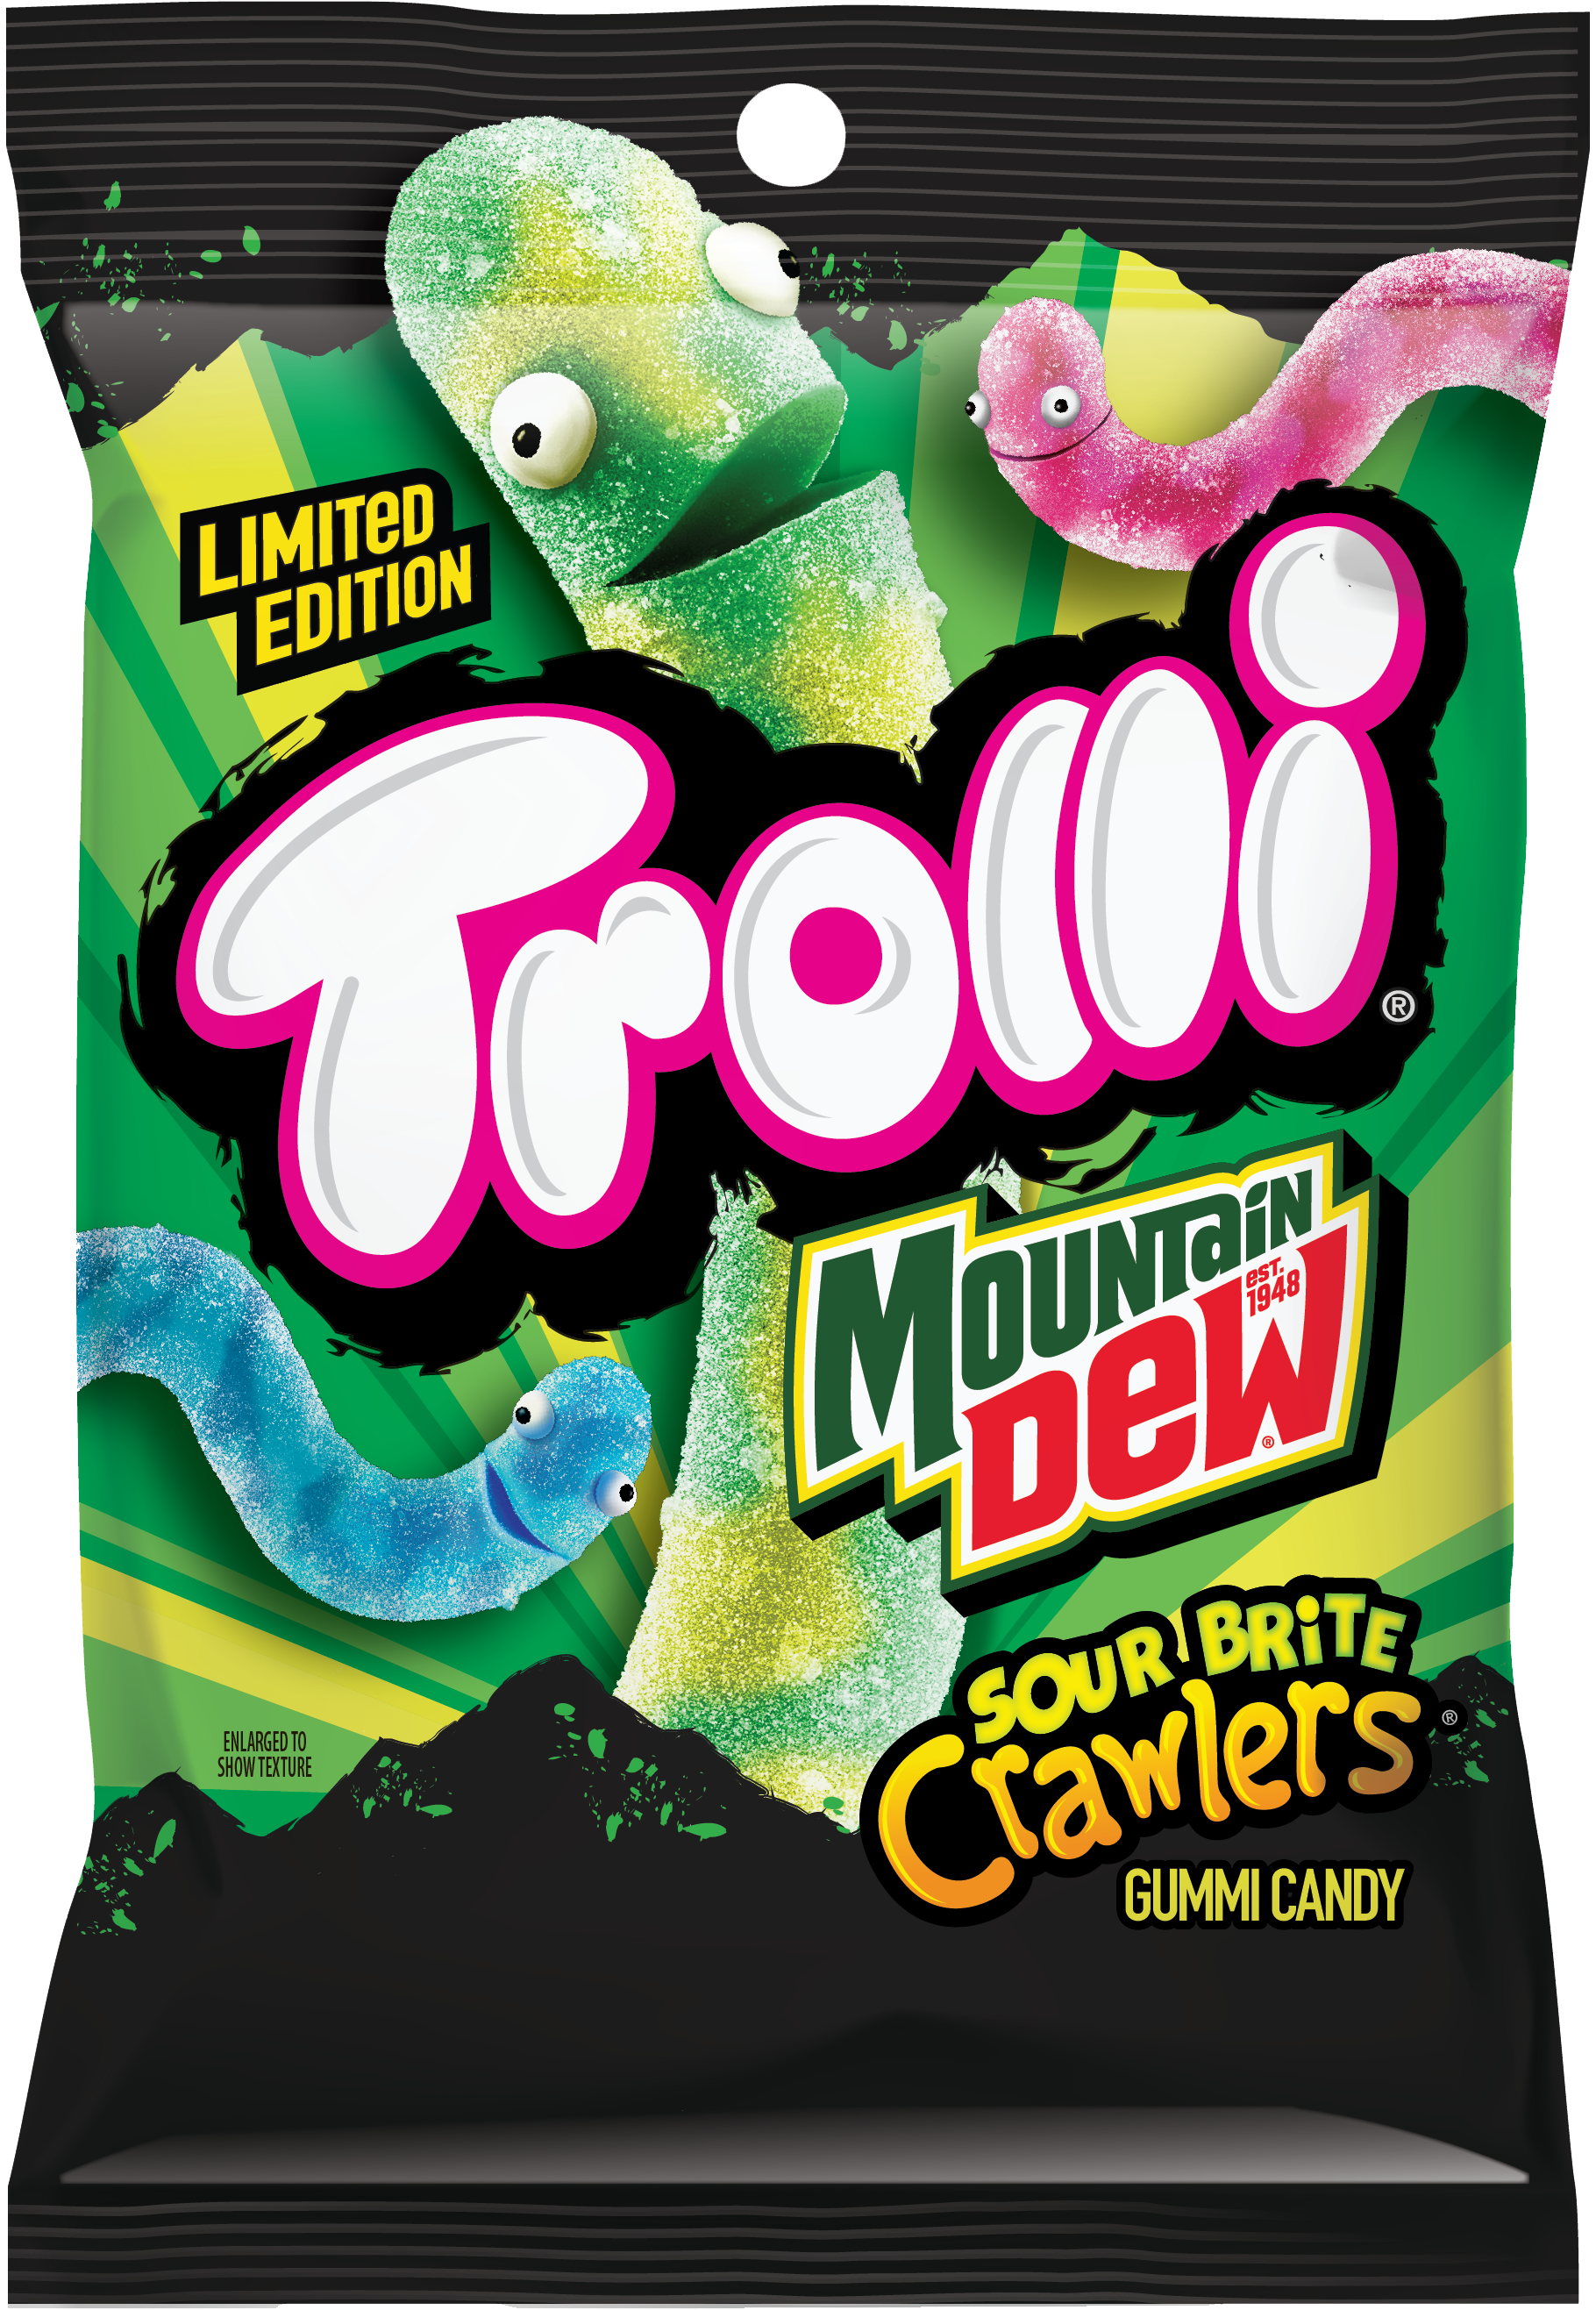 LIMITeD
EDITION
Trolli®
MOUNTaiN
est.
1948
Dew®
SOUR BRiTE
Crawlers®
GUMMI CANDY
ENLARGED TO
SHOW TEXTURE